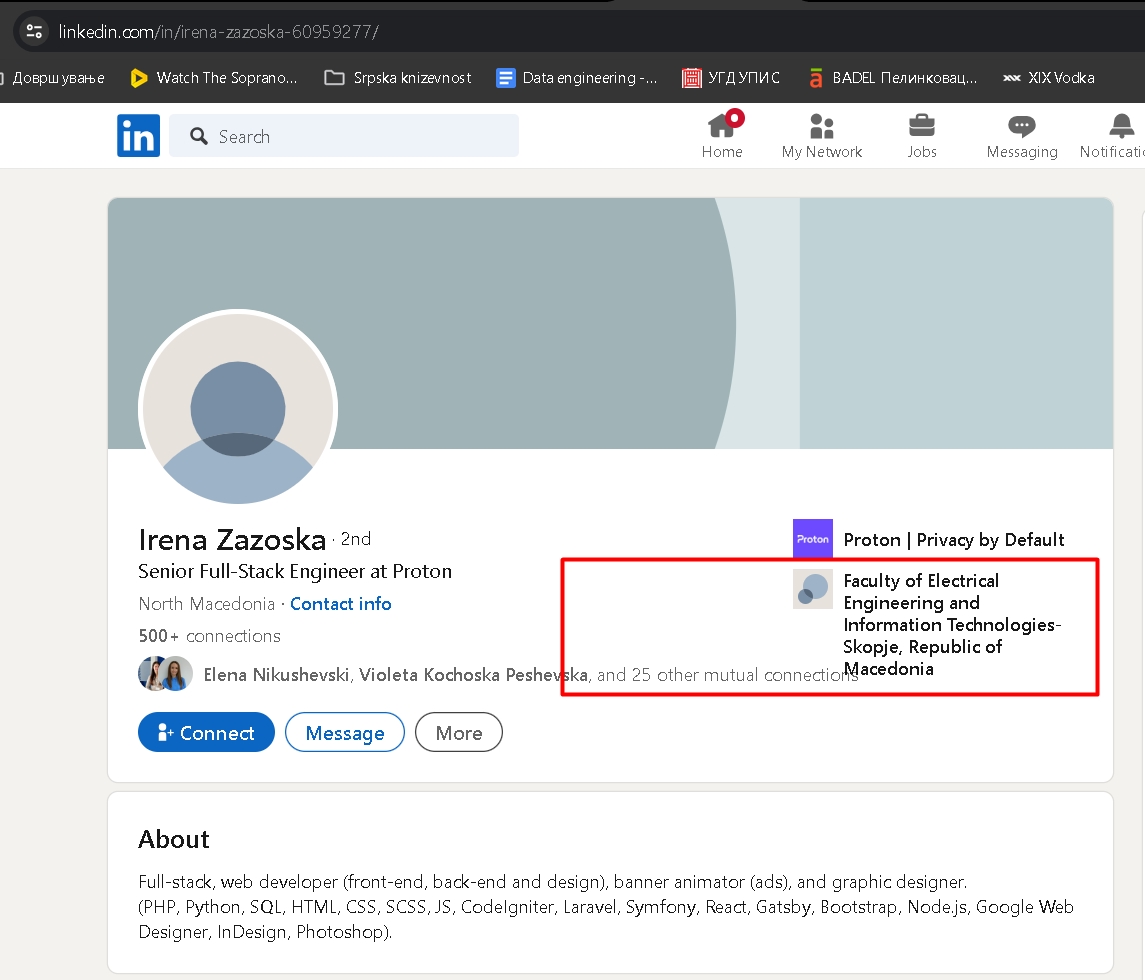 linkedin.com/in/irena-zazoska-60959277/
Довршување
Watch The Soprano...
Srpska knizevnost
Data engineering -...
УГД УПИС
BADEL Пелинковац...
XIX Vodka
in
Search
Home
My Network
Jobs
Messaging
Notificatio
Irena Zazoska · 2nd
Senior Full-Stack Engineer at Proton
North Macedonia · Contact info
500+ connections
Elena Nikushevski, Violeta Kochoska Peshevska, and 25 other mutual connections
Proton
Proton | Privacy by Default
Faculty of Electrical
Engineering and
Information Technologies-
Skopje, Republic of
Macedonia
Connect
Message
More
About
Full-stack, web developer (front-end, back-end and design), banner animator (ads), and graphic designer.
(PHP, Python, SQL, HTML, CSS, SCSS, JS, CodeIgniter, Laravel, Symfony, React, Gatsby, Bootstrap, Node.js, Google Web
Designer, InDesign, Photoshop).